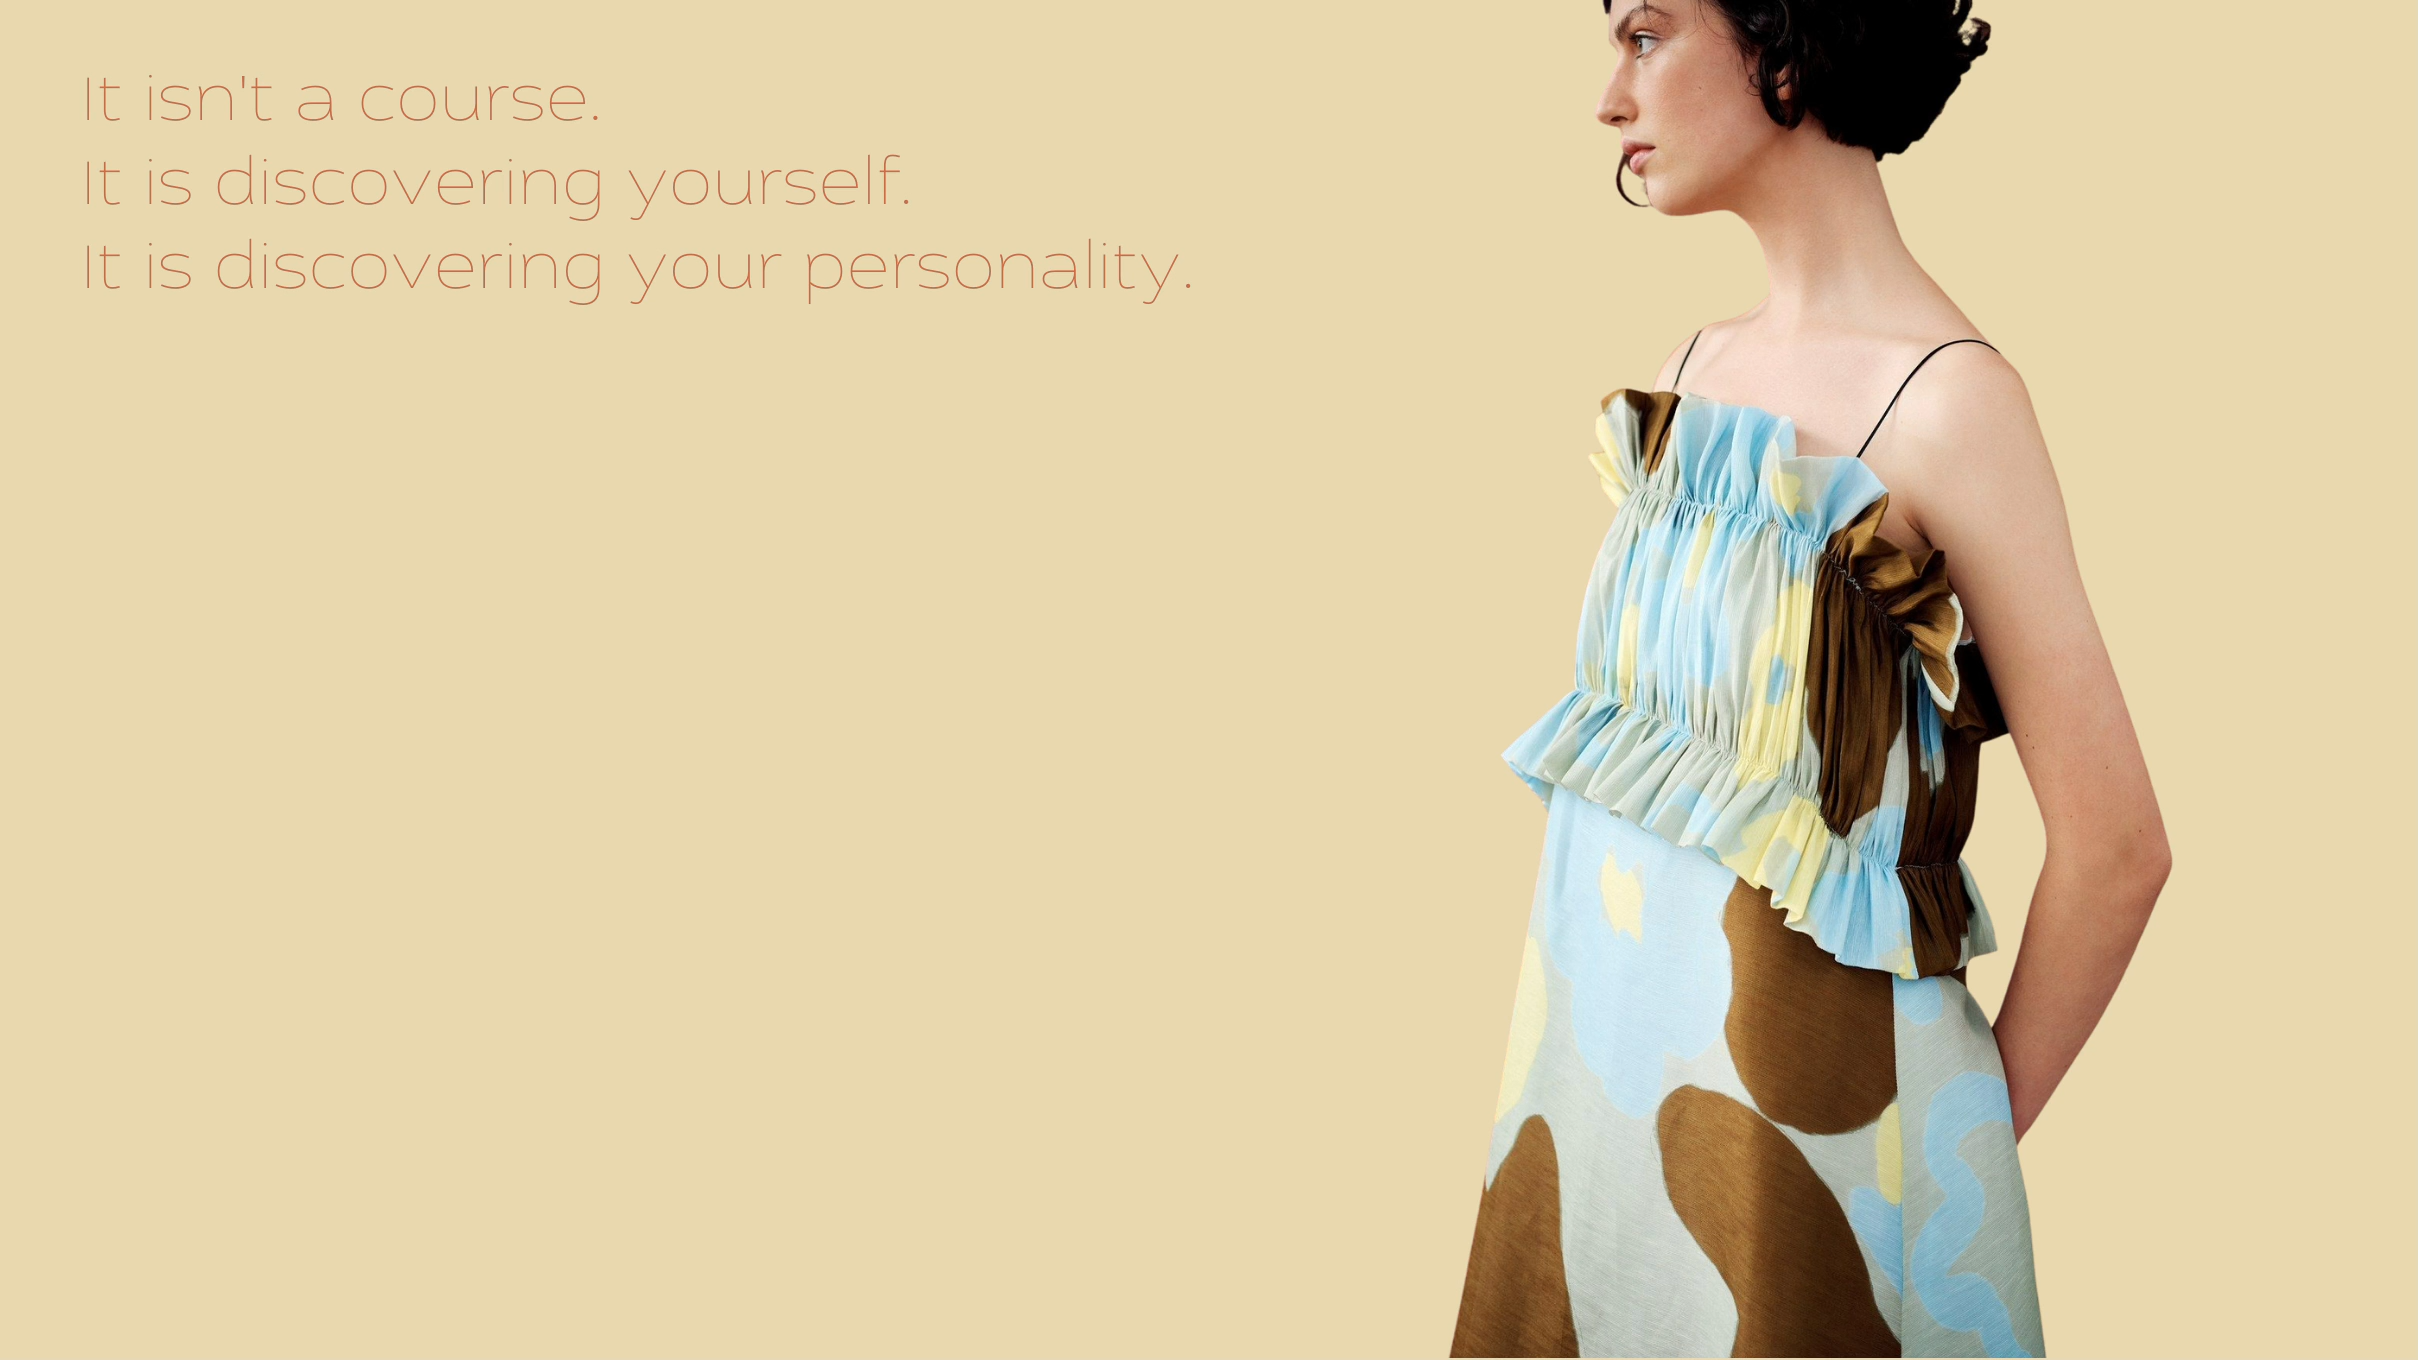 It isn't a course.
It is discovering yourself.
It is discovering your personality.